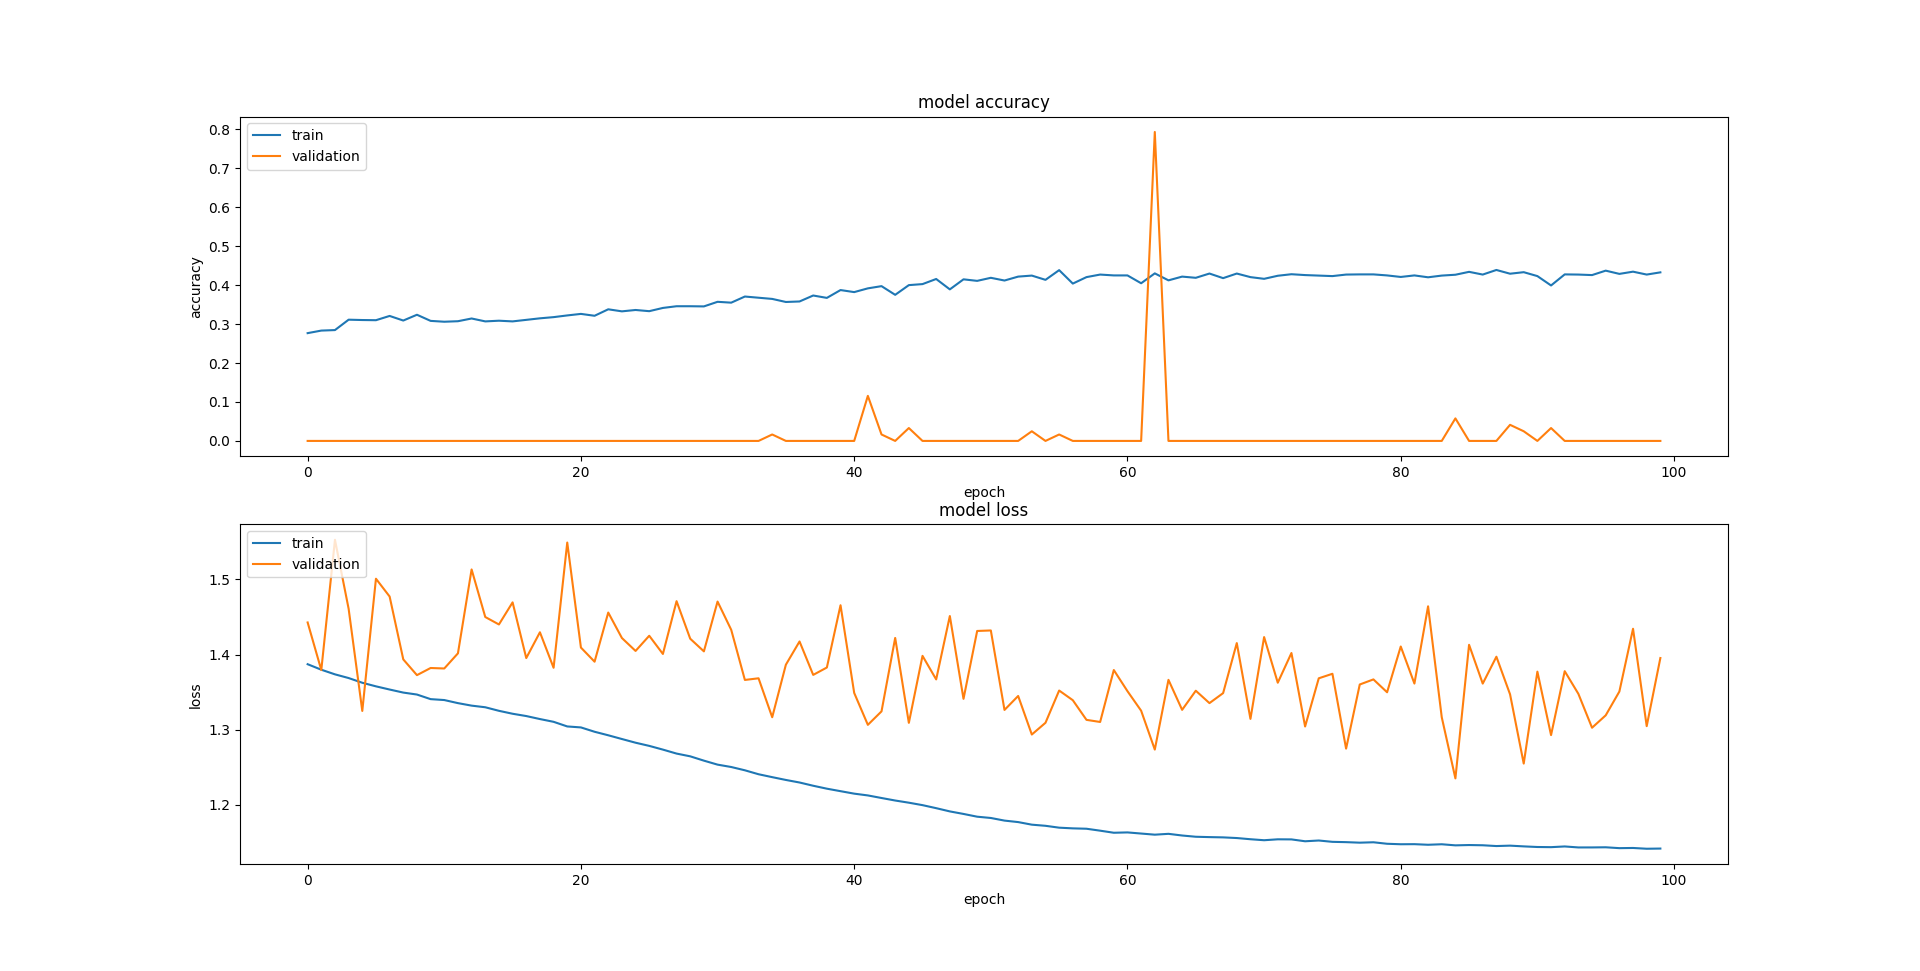 model accuracy
train
validation
0.8
0.7
0.6
0.5
0.4
0.3
0.2
0.1
0.0
accuracy
0 20 40 60 80 100
epoch
model loss
train
validation
1.5
1.4
1.3
1.2
loss
0 20 40 60 80 100
epoch